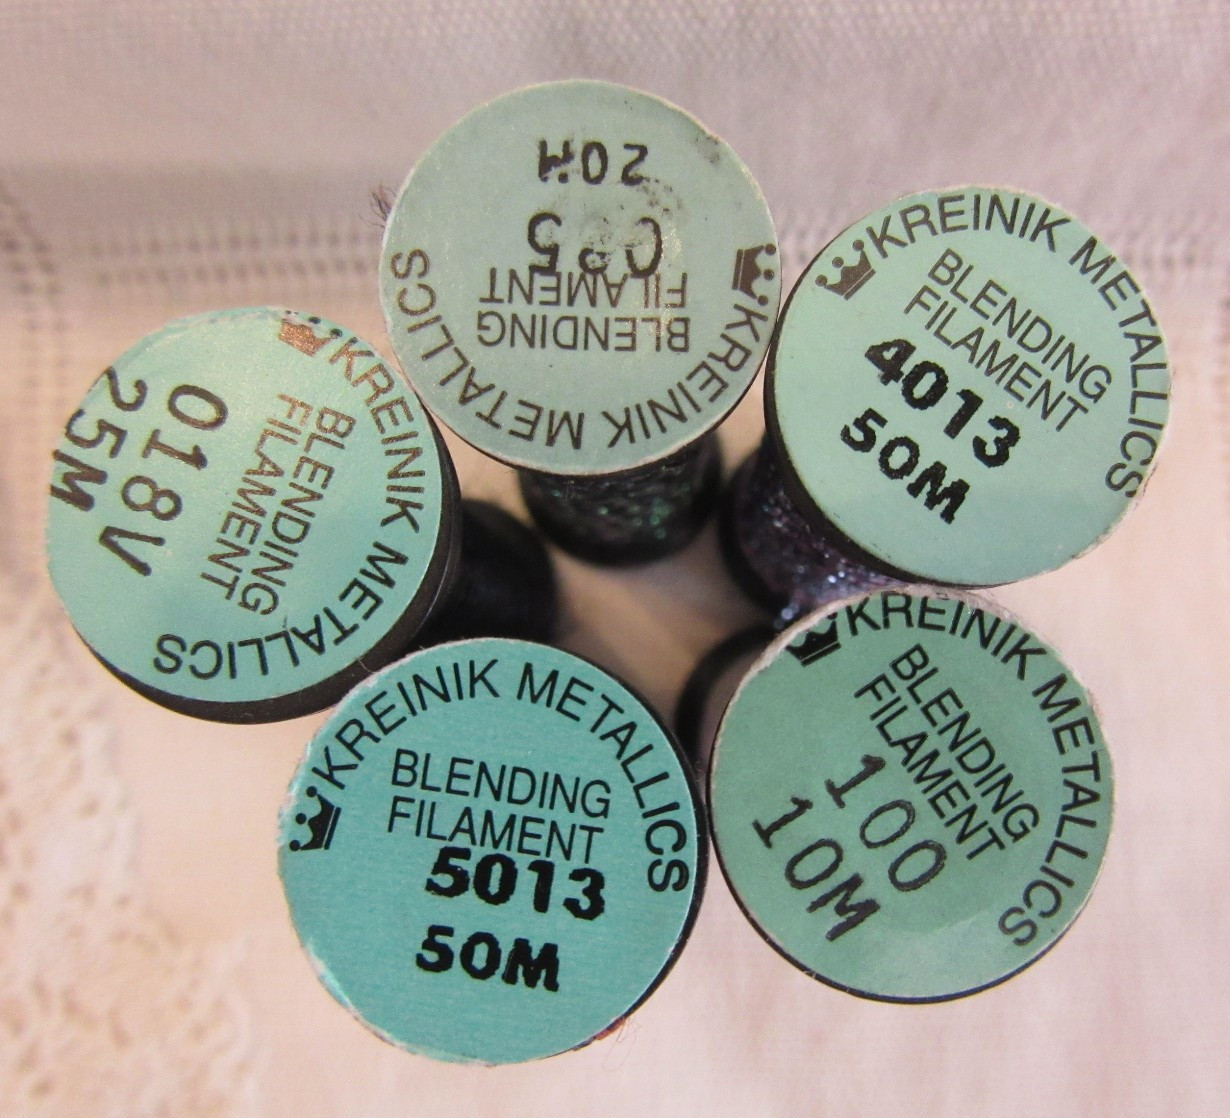 KREINIK METALLICS
BLENDING
FILAMENT
085
20M
KREINIK METALLICS
BLENDING
FILAMENT
4013
50M
KREINIK METALLICS
BLENDING
FILAMENT
018V
25M
KREINIK METALLICS
BLENDING
FILAMENT
5013
50M
KREINIK METALLICS
BLENDING
FILAMENT
100
10M